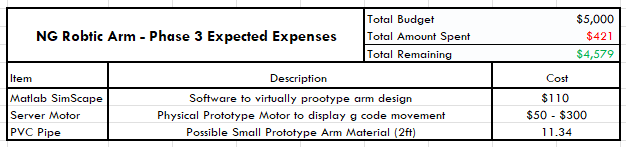 NG Robtic Arm - Phase 3 Expected Expenses
Total Budget $5,000
Total Amount Spent $421
Total Remaining $4,579
Item Description Cost
Matlab SimScape Software to virtually prootype arm design $110
Server Motor Physical Prototype Motor to display g code movement $50 - $300
PVC Pipe Possible Small Prototype Arm Material (2ft) 11.34